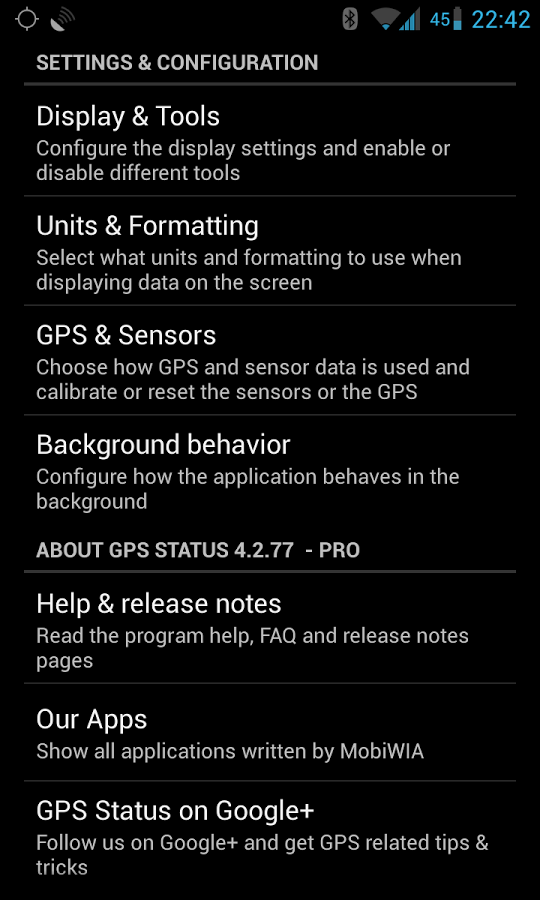 45 22:42
SETTINGS & CONFIGURATION
Display & Tools
Configure the display settings and enable or
disable different tools
Units & Formatting
Select what units and formatting to use when
displaying data on the screen
GPS & Sensors
Choose how GPS and sensor data is used and
calibrate or reset the sensors or the GPS
Background behavior
Configure how the application behaves in the
background
ABOUT GPS STATUS 4.2.77  - PRO
Help & release notes
Read the program help, FAQ and release notes
pages
Our Apps
Show all applications written by MobiWIA
GPS Status on Google+
Follow us on Google+ and get GPS related tips &
tricks